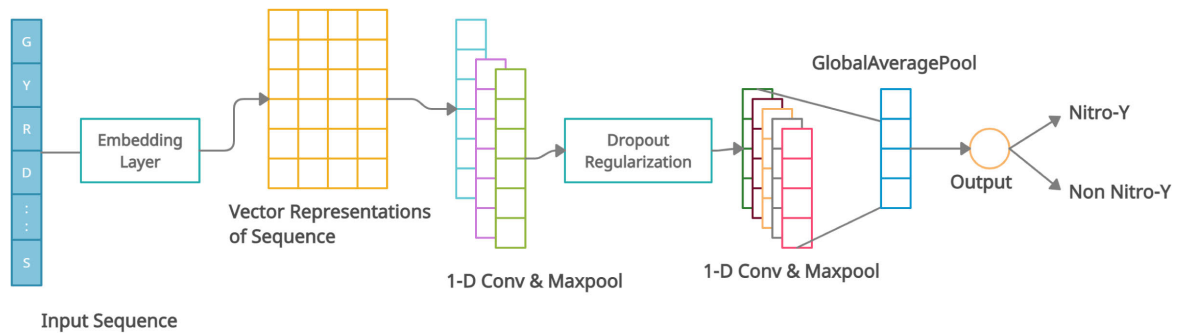 G
Y
R
D
:
:
S
Input Sequence
Embedding
Layer
Vector Representations
of Sequence
1-D Conv & Maxpool
Dropout
Regularization
1-D Conv & Maxpool
GlobalAveragePool
Output
Nitro-Y
Non Nitro-Y